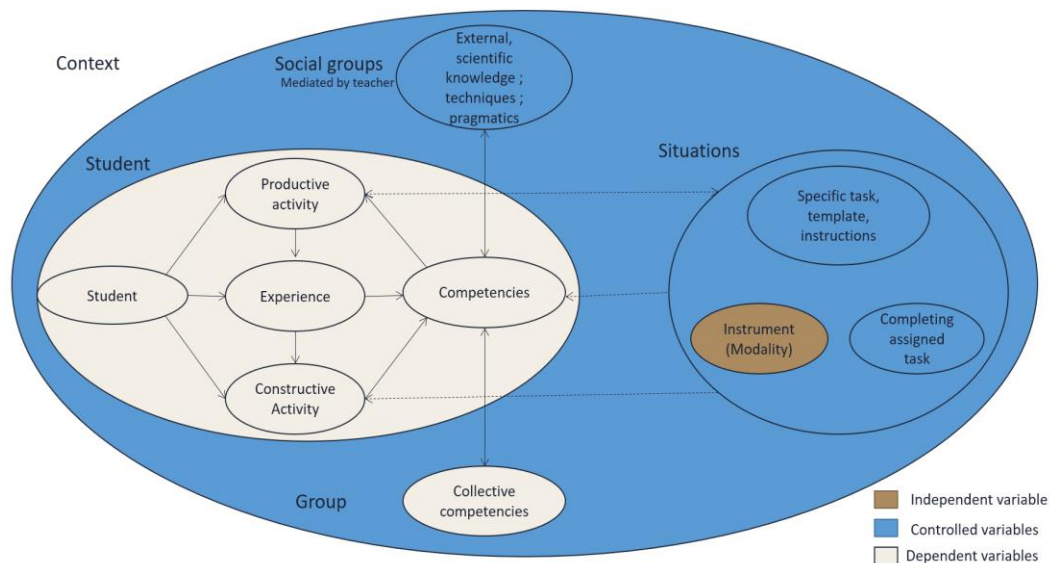 Context
Social groups
Mediated by teacher
External,
scientific
knowledge ;
techniques ;
pragmatics
Student
Situations
Productive
activity
Specific task,
template,
instructions
Student
Experience
Competencies
Instrument
(Modality)
Completing
assigned
task
Constructive
Activity
Group
Collective
competencies
Independent variable
Controlled variables
Dependent variables